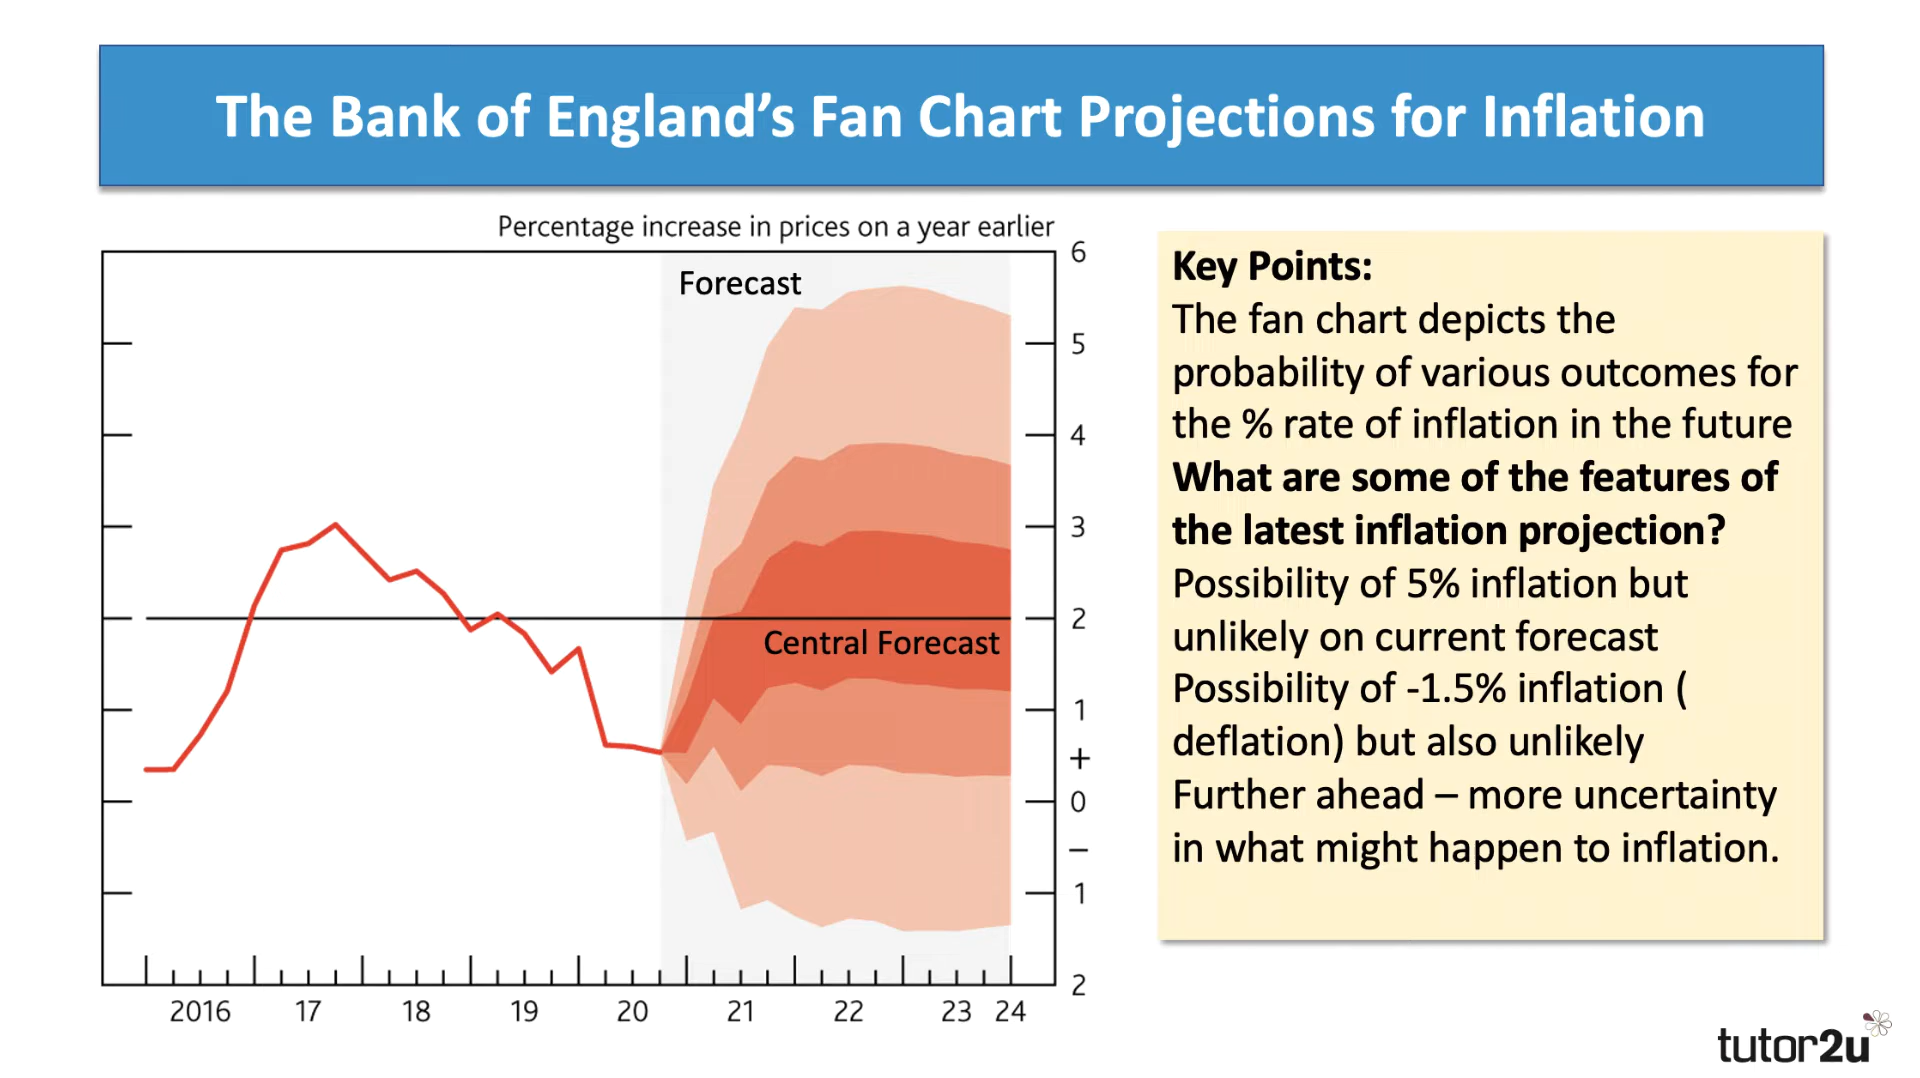 The Bank of England’s Fan Chart Projections for Inflation
Percentage increase in prices on a year earlier
Forecast
Central Forecast
6
5
4
3
2
1
+
0
–
1
2
2016 17 18 19 20 21 22 23 24
Key Points:
The fan chart depicts the
probability of various outcomes for
the % rate of inflation in the future
What are some of the features of
the latest inflation projection?
Possibility of 5% inflation but
unlikely on current forecast
Possibility of -1.5% inflation (
deflation) but also unlikely
Further ahead – more uncertainty
in what might happen to inflation.
tutor2u